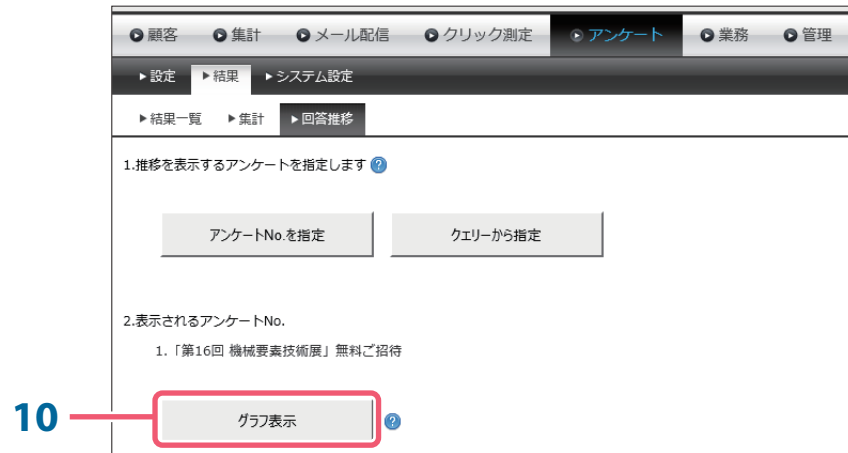 顧客 集計 メール配信 クリック測定 アンケート 業務 管理
設定 結果 システム設定
結果一覧 集計 回答推移
1.推移を表示するアンケートを指定します ?
アンケートNo.を指定 クエリーから指定
2.表示されるアンケートNo.
1.「第16回 機械要素技術展」無料ご招待
10 グラフ表示 ?